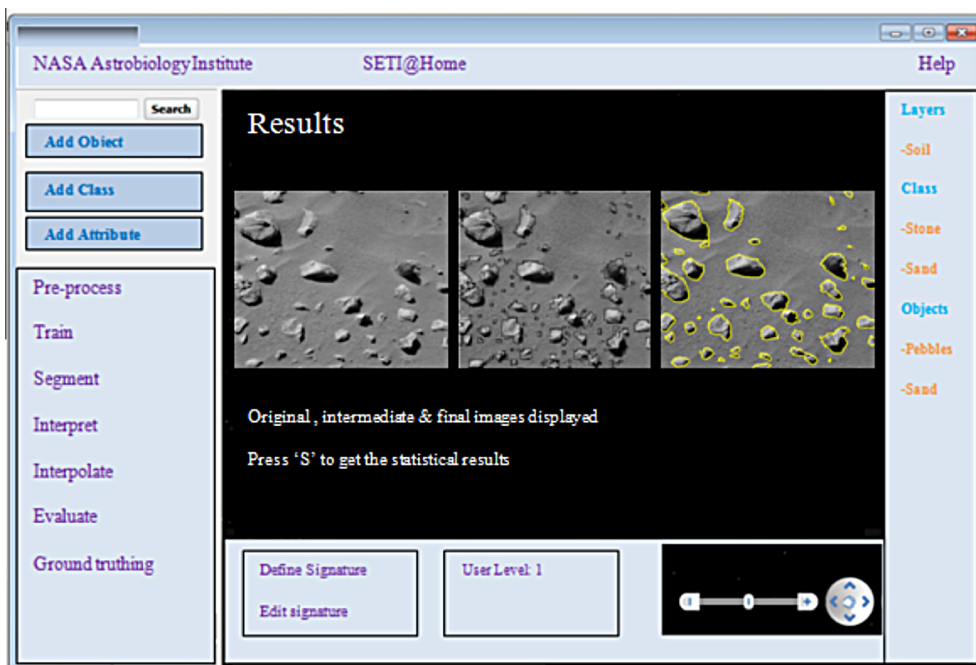 NASA Astrobiology Institute SETI@Home Help
Search
Add Object
Add Class
Add Attribute
Pre-process
Train
Segment
Interpret
Interpolate
Evaluate
Ground truthing
Results
Original , intermediate & final images displayed
Press ‘S’ to get the statistical results
Define Signature
Edit signature
User Level: 1
Layers
-Soil
Class
-Stone
-Sand
Objects
-Pebbles
-Sand